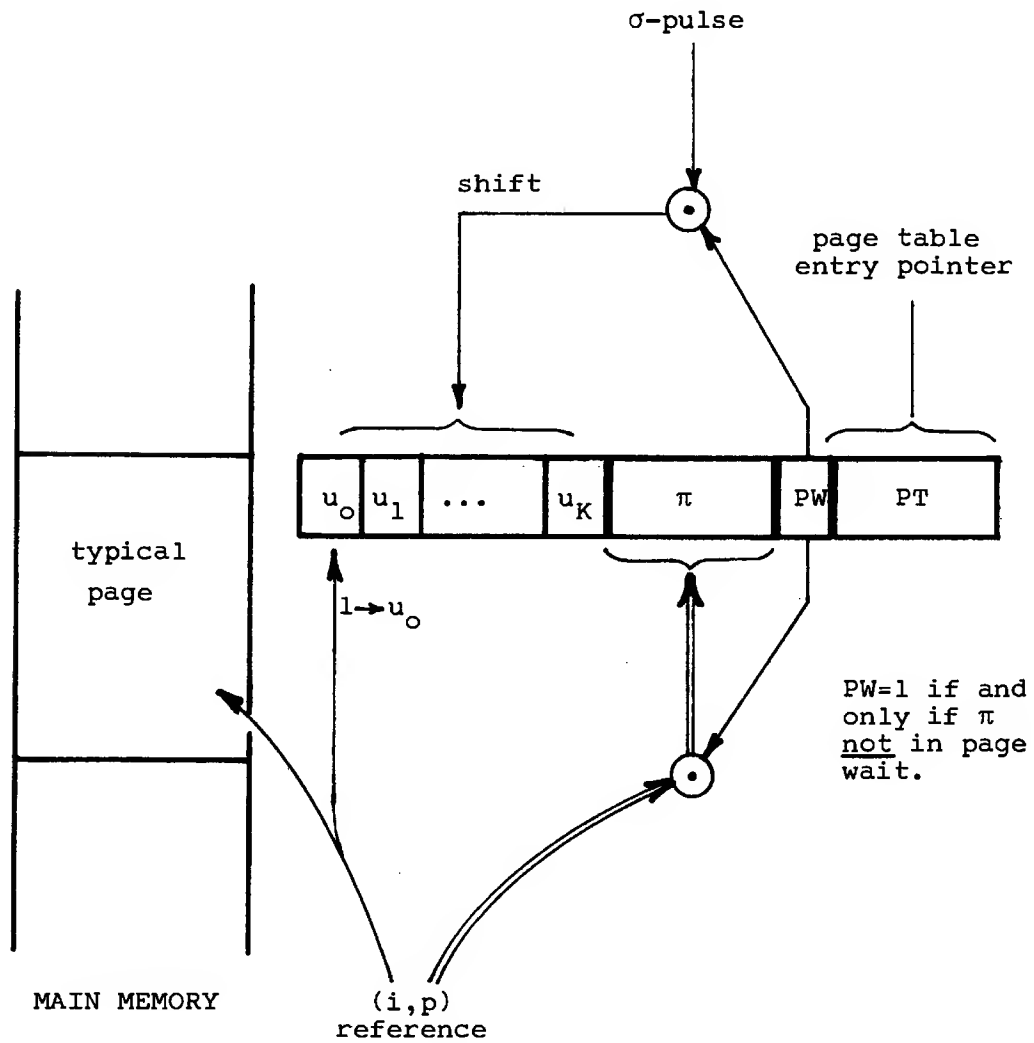 σ-pulse
shift
page table
entry pointer
u₀ u₁ ... u_K π PW PT
typical
page
1→u₀
PW=1 if and
only if π
not in page
wait.
MAIN MEMORY
(i,p)
reference